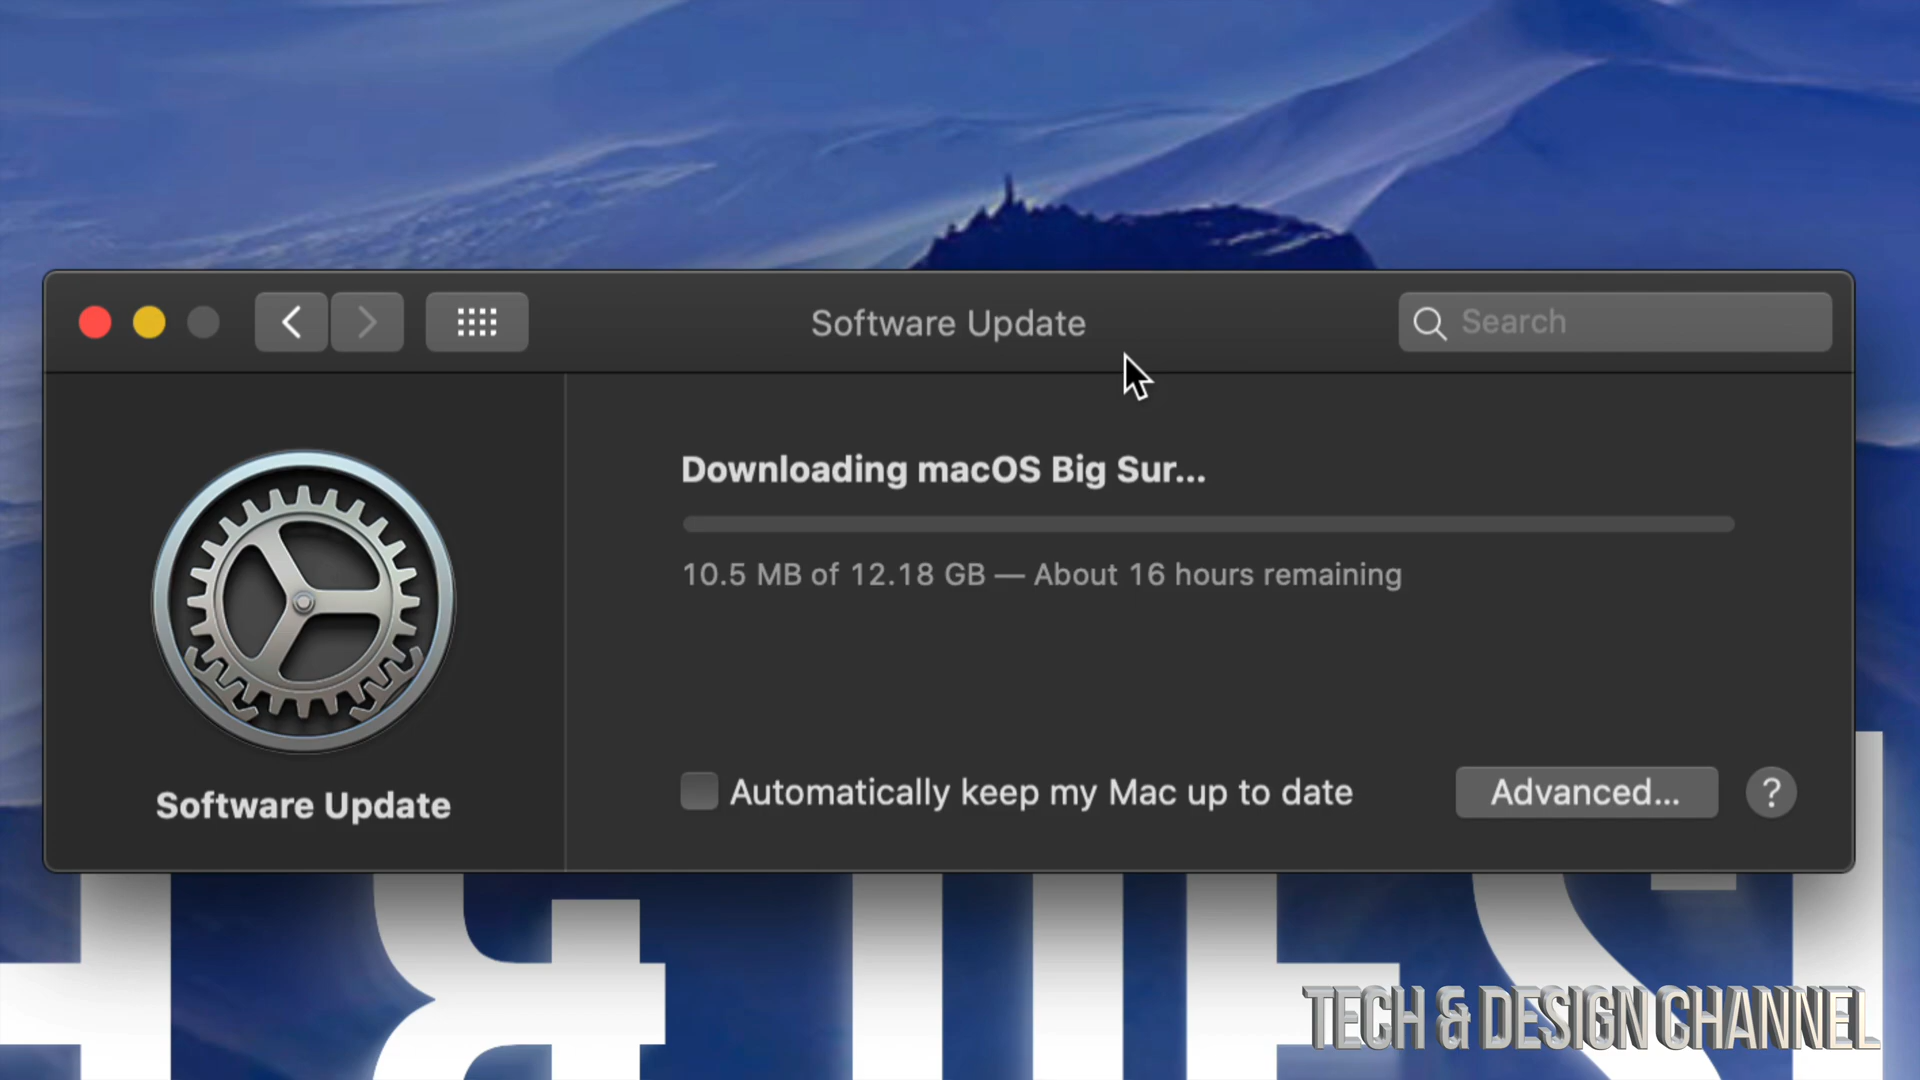 Software Update
Search
Downloading macOS Big Sur...
10.5 MB of 12.18 GB — About 16 hours remaining
Software Update
Automatically keep my Mac up to date
Advanced...
?
TECH & DESIGN CHANNEL